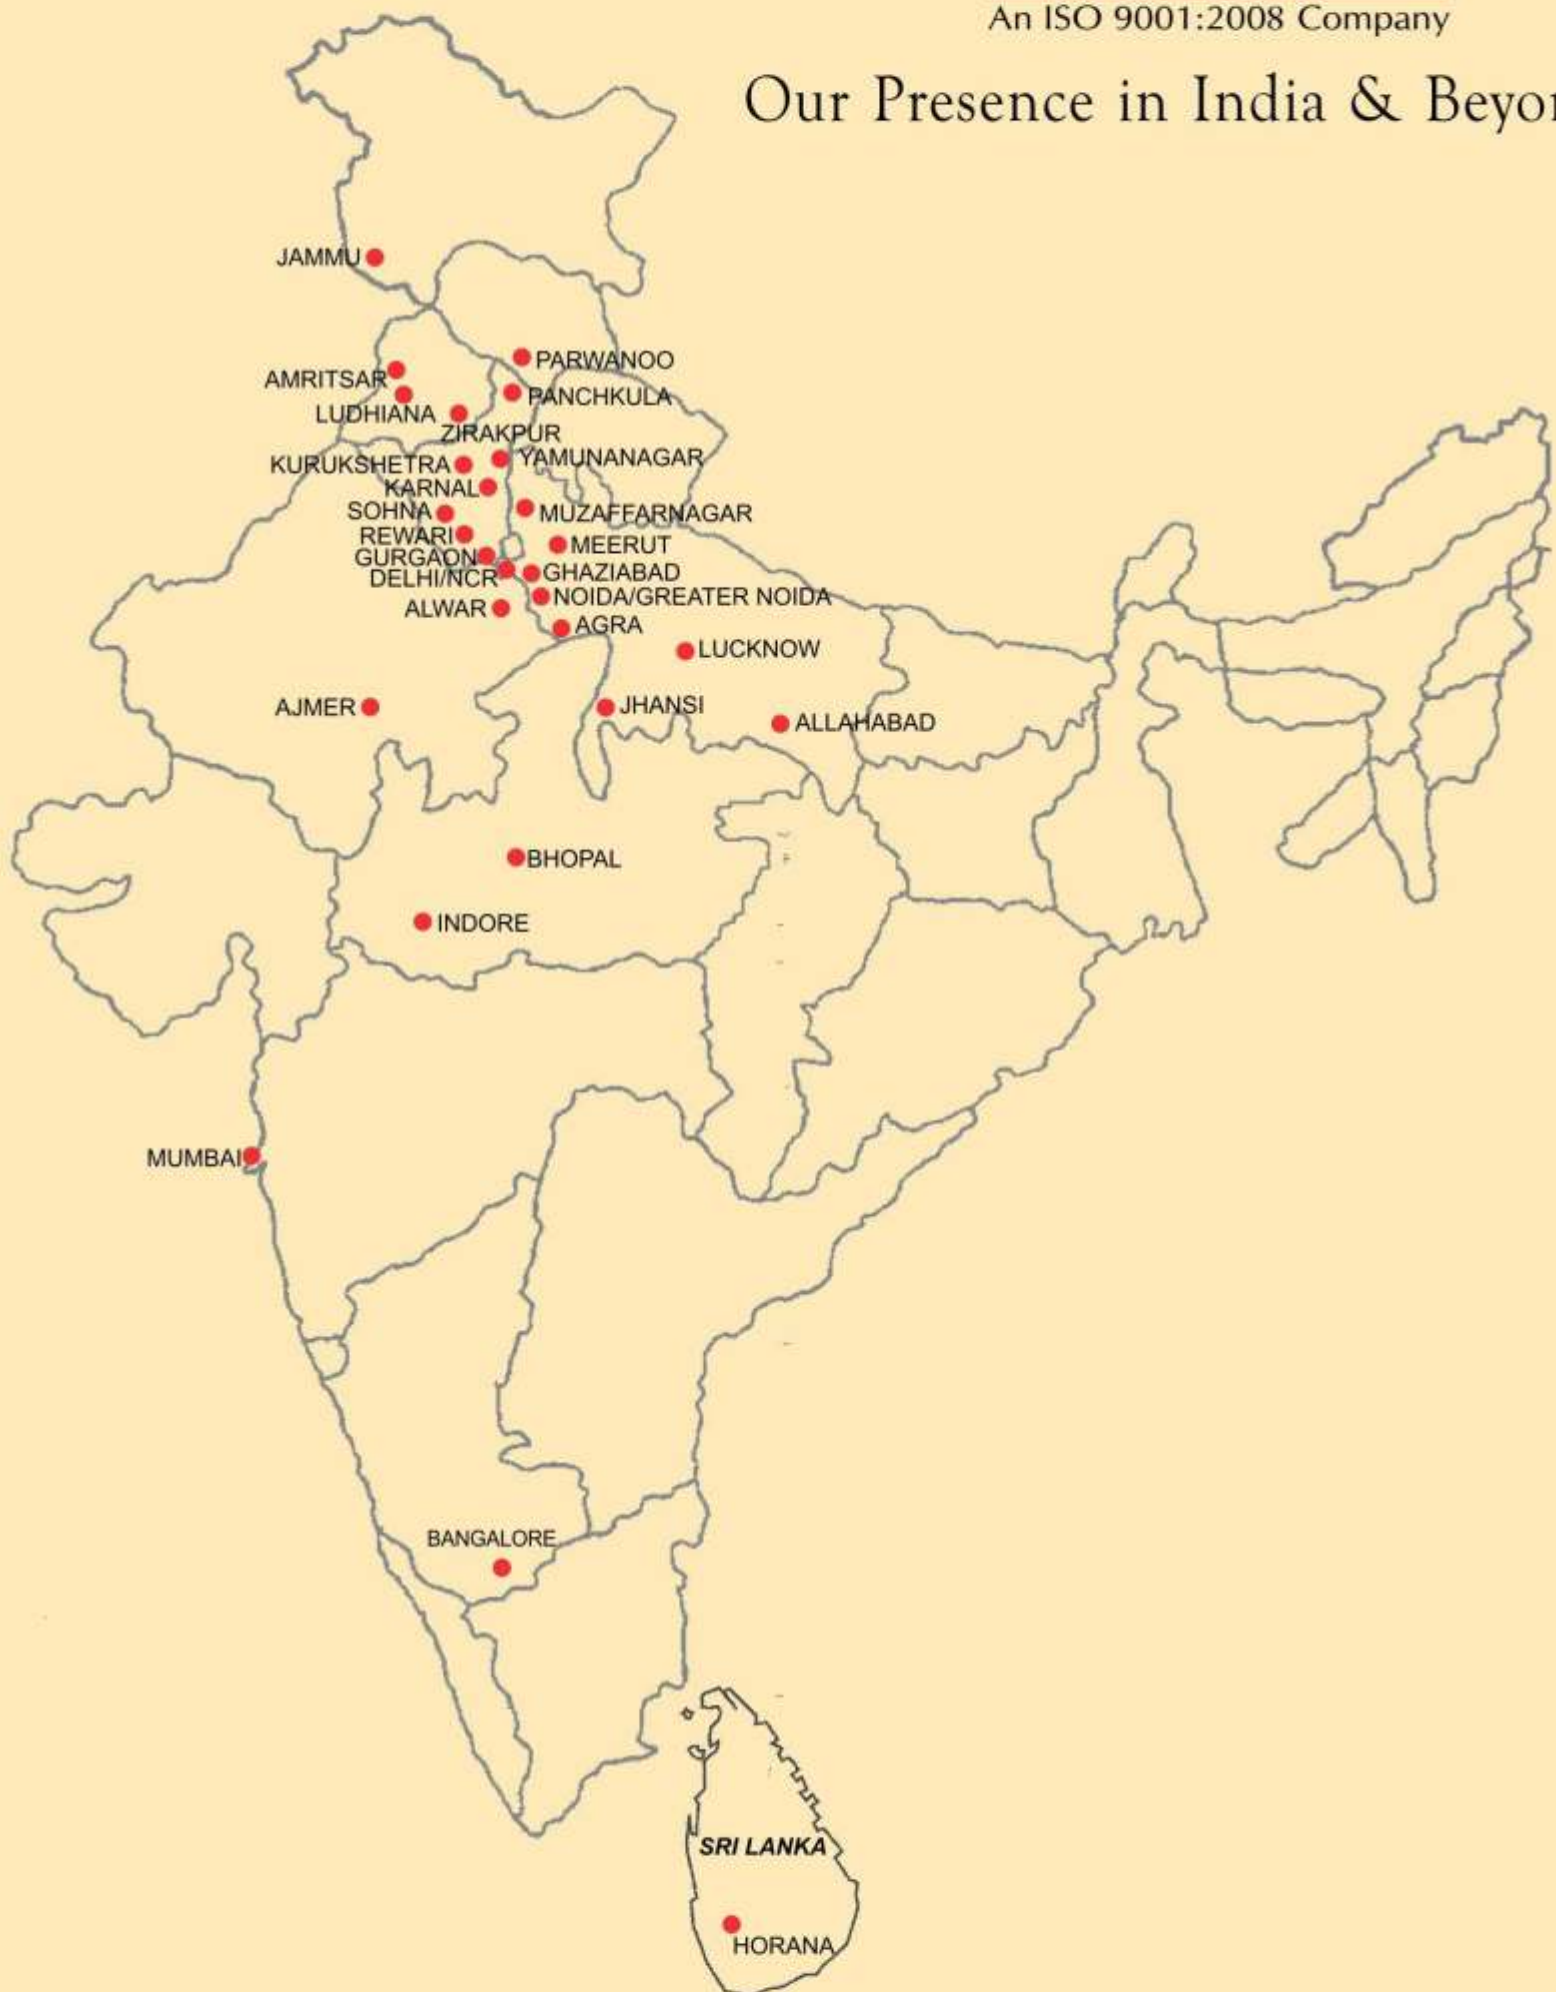 An ISO 9001:2008 Company
Our Presence in India &
JAMMU
PARWANOO
AMRITSAR
PANCHKULA
LUDHIANA
ZIRAKPUR
KURUKSHETRA
YAMUNANAGAR
KARNAL
SOHNA
MUZAFFARNAGAR
REWARI
MEERUT
GURGAON
DELHI/NCR
GHAZIABAD
NOIDA/GREATER NOIDA
ALWAR
AGRA
LUCKNOW
AJMER
JHANSI
ALLAHABAD
BHOPAL
INDORE
MUMBAI
BANGALORE
SRI LANKA
HORANA